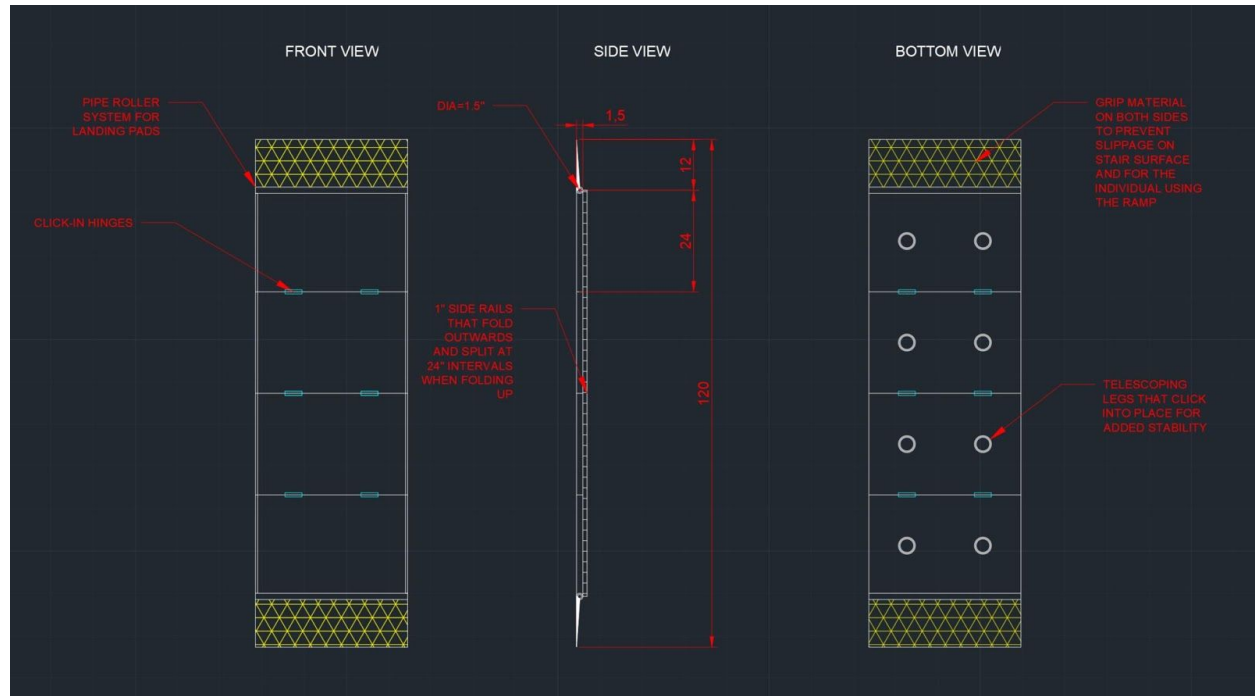 FRONT VIEW
SIDE VIEW
BOTTOM VIEW
PIPE ROLLER
SYSTEM FOR
LANDING PADS
CLICK-IN HINGES
DIA=1.5"
1,5
12
24
120
1" SIDE RAILS
THAT FOLD
OUTWARDS
AND SPLIT AT
24" INTERVALS
WHEN FOLDING
UP
GRIP MATERIAL
ON BOTH SIDES
TO PREVENT
SLIPPAGE ON
STAIR SURFACE
AND FOR THE
INDIVIDUAL USING
THE RAMP
TELESCOPING
LEGS THAT CLICK
INTO PLACE FOR
ADDED STABILITY